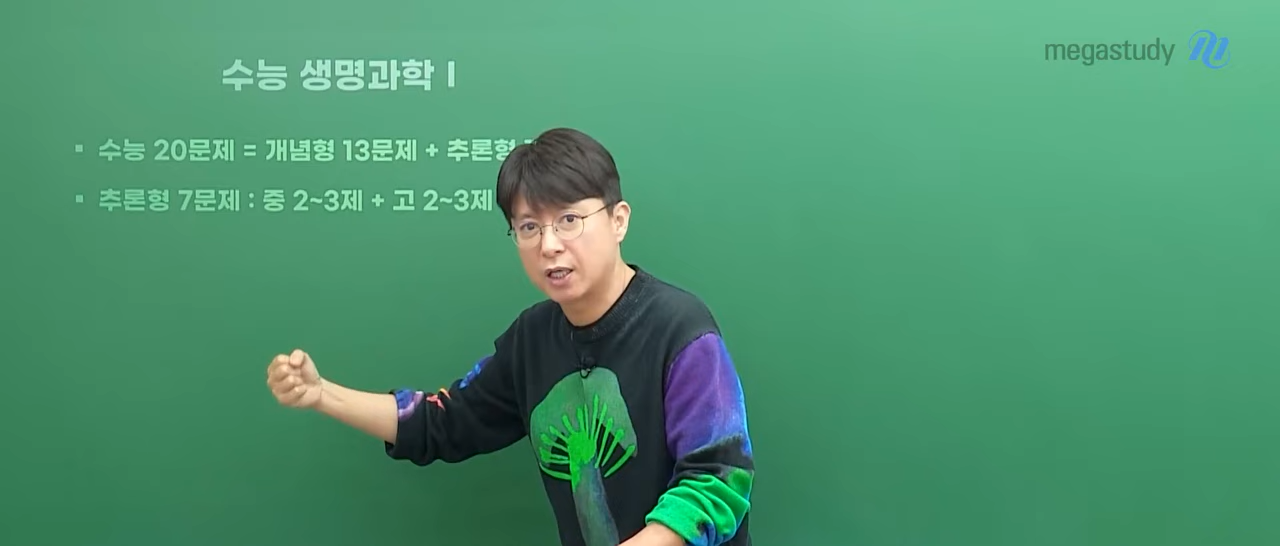 megastudy
수능 생명과학 I
▪ 수능 20문제 = 개념형 13문제 + 추론형
▪ 추론형 7문제 : 중 2~3제 + 고 2~3제